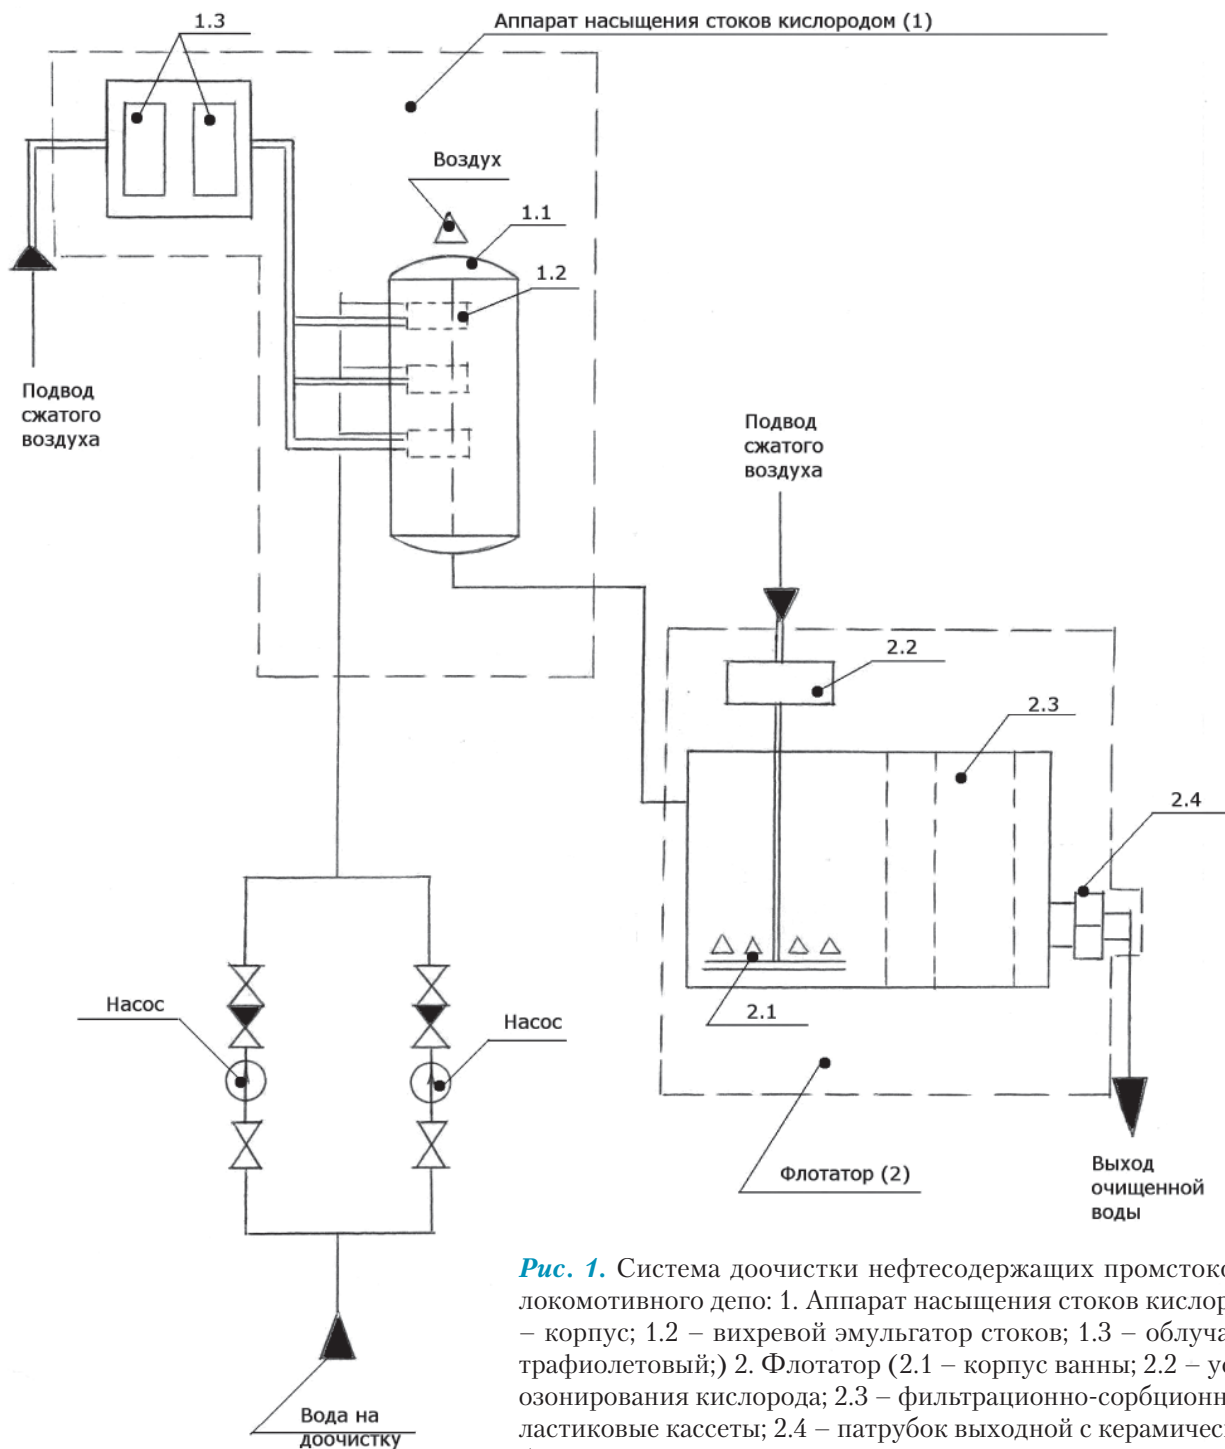 1.3
Аппарат насыщения стоков кислородом (1)
Воздух
1.1
1.2
Подвод
сжатого
воздуха
Подвод
сжатого
воздуха
2.2
2.3
2.4
2.1
Насос
Насос
Флотатор (2)
Выход
очищенной
воды
Вода на
доочистку
Рис. 1. Система доочистки нефтесодержащих промстоко
локомотивного депо: 1. Аппарат насыщения стоков кислор
– корпус; 1.2 – вихревой эмульгатор стоков; 1.3 – облуча
трафиолетовый;) 2. Флотатор (2.1 – корпус ванны; 2.2 – ус
озонирования кислорода; 2.3 – фильтрационно-сорбционн
ластиковые кассеты; 2.4 – патрубок выходной с керамичес